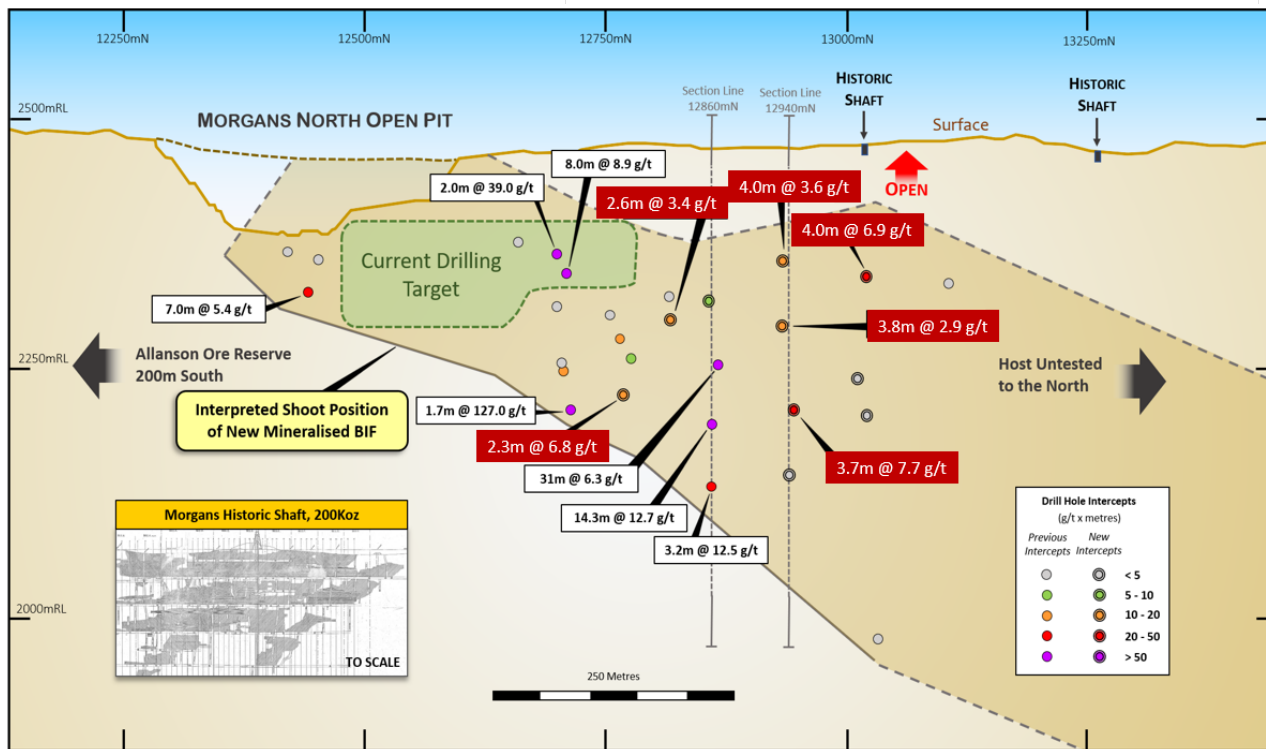 12250mN
12500mN
12750mN
13000mN
13250mN
Section Line
12860mN
Section Line
12940mN
HISTORIC
SHAFT
HISTORIC
SHAFT
2500mRL
MORGANS NORTH OPEN PIT
Surface
8.0m @ 8.9 g/t
2.0m @ 39.0 g/t
2.6m @ 3.4 g/t
4.0m @ 3.6 g/t
OPEN
4.0m @ 6.9 g/t
Current Drilling
Target
7.0m @ 5.4 g/t
3.8m @ 2.9 g/t
2250mRL
Allanson Ore Reserve
200m South
Host Untested
to the North
Interpreted Shoot Position
of New Mineralised BIF
1.7m @ 127.0 g/t
2.3m @ 6.8 g/t
31m @ 6.3 g/t
3.7m @ 7.7 g/t
14.3m @ 12.7 g/t
3.2m @ 12.5 g/t
Morgans Historic Shaft, 200Koz
TO SCALE
2000mRL
250 Metres
Drill Hole Intercepts
(g/t x metres)
Previous
Intercepts
New
Intercepts
< 5
5 - 10
10 - 20
20 - 50
> 50